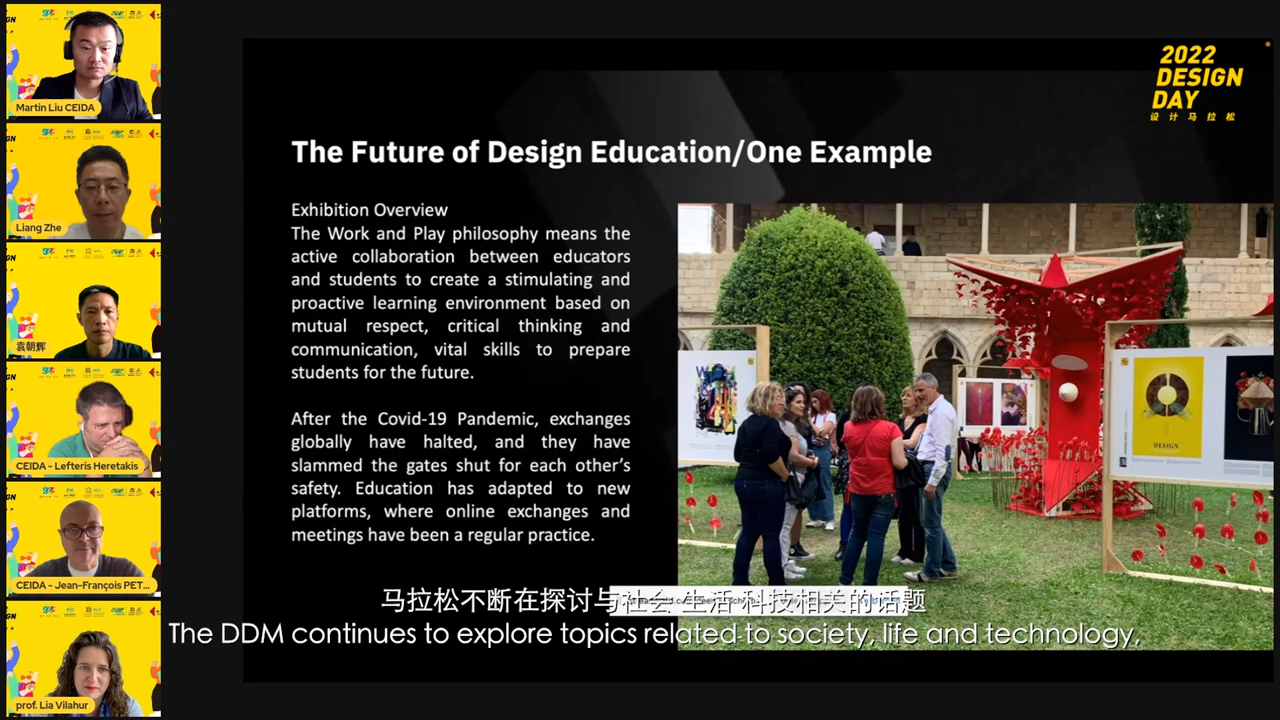 Martin Liu CEIDA
Liang Zhe
袁朝辉
CEIDA - Lefteris Heretakis
CEIDA - Jean-François PET...
prof. Lia Vilahur
2022
DESIGN
DAY
设计马拉松
The Future of Design Education/One Example
Exhibition Overview
The Work and Play philosophy means the
active collaboration between educators
and students to create a stimulating and
proactive learning environment based on
mutual respect, critical thinking and
communication, vital skills to prepare
students for the future.
After the Covid-19 Pandemic, exchanges
globally have halted, and they have
slammed the gates shut for each other's
safety. Education has adapted to new
platforms, where online exchanges and
meetings have been a regular practice.
DESIGN
马拉松不断在探讨与社会 生活 科技相关的话题
The DDM continues to explore topics related to society, life and technology,